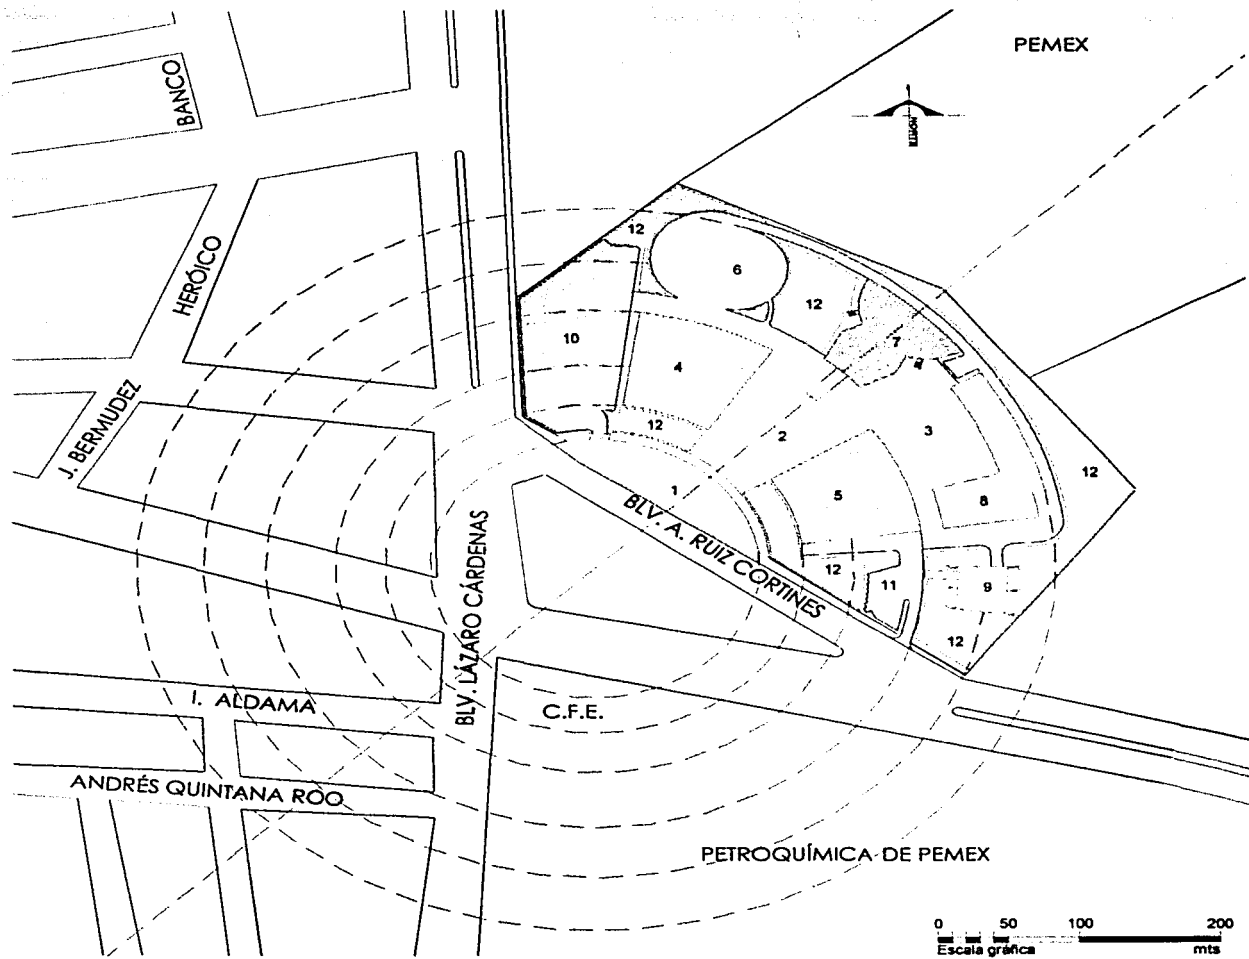 PEMEX
BANCO
NORTE
HERÓICO
12
6
12
7
10
4
12
2
3
12
J. BERMUDEZ
1
5
8
BLV. A. RUIZ CORTINES
12
11
9
12
BLV. LÁZARO CÁRDENAS
I. ALDAMA
C.F.E.
ANDRÉS QUINTANA ROO
PETROQUÍMICA DE PEMEX
0 50 100 200
Escala gráfica mts